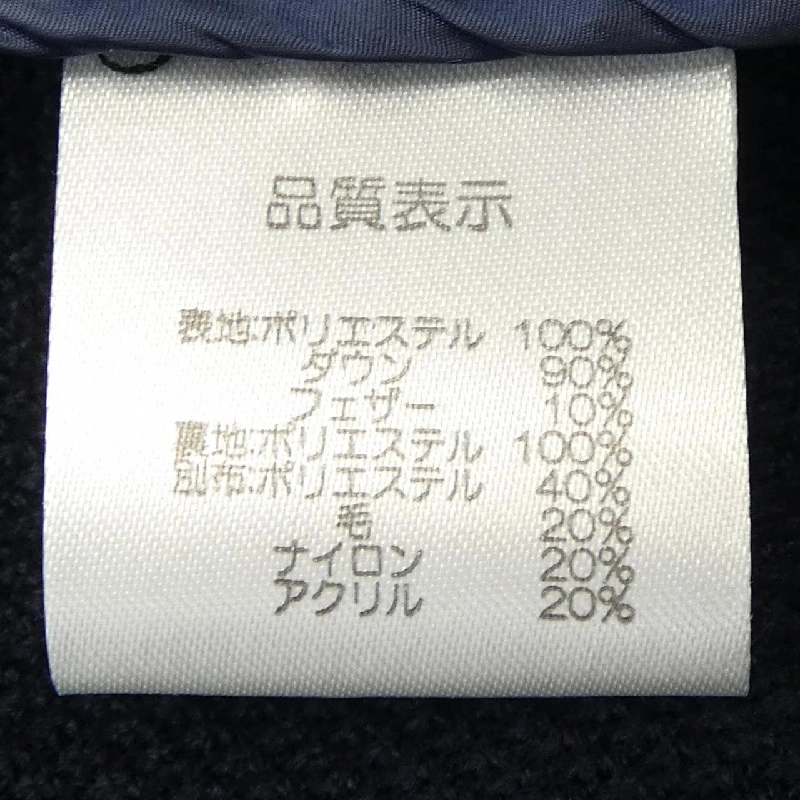 品質表示
表地:ポリエステル 100%
ダウン 90%
フェザー 10%
裏地:ポリエステル 100%
別布:ポリエステル 40%
毛 20%
ナイロン 20%
アクリル 20%